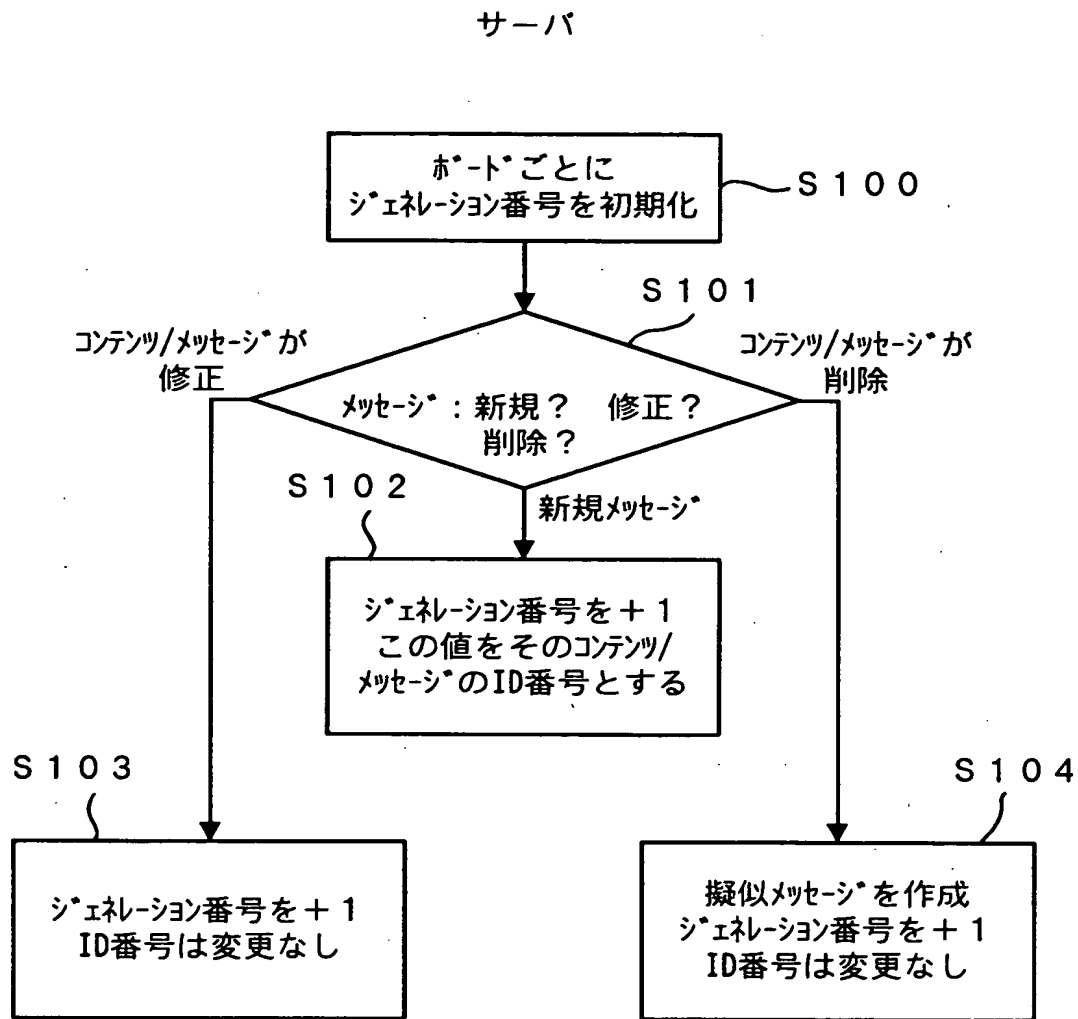 サーバ
ボードごとに
ジェネレーション番号を初期化
S100
S101
コンテンツ/メッセージが
修正
コンテンツ/メッセージが
削除
メッセージ:新規? 修正?
削除?
S102
新規メッセージ
ジェネレーション番号を+1
この値をそのコンテンツ/
メッセージのID番号とする
S103
S104
ジェネレーション番号を+1
ID番号は変更なし
擬似メッセージを作成
ジェネレーション番号を+1
ID番号は変更なし